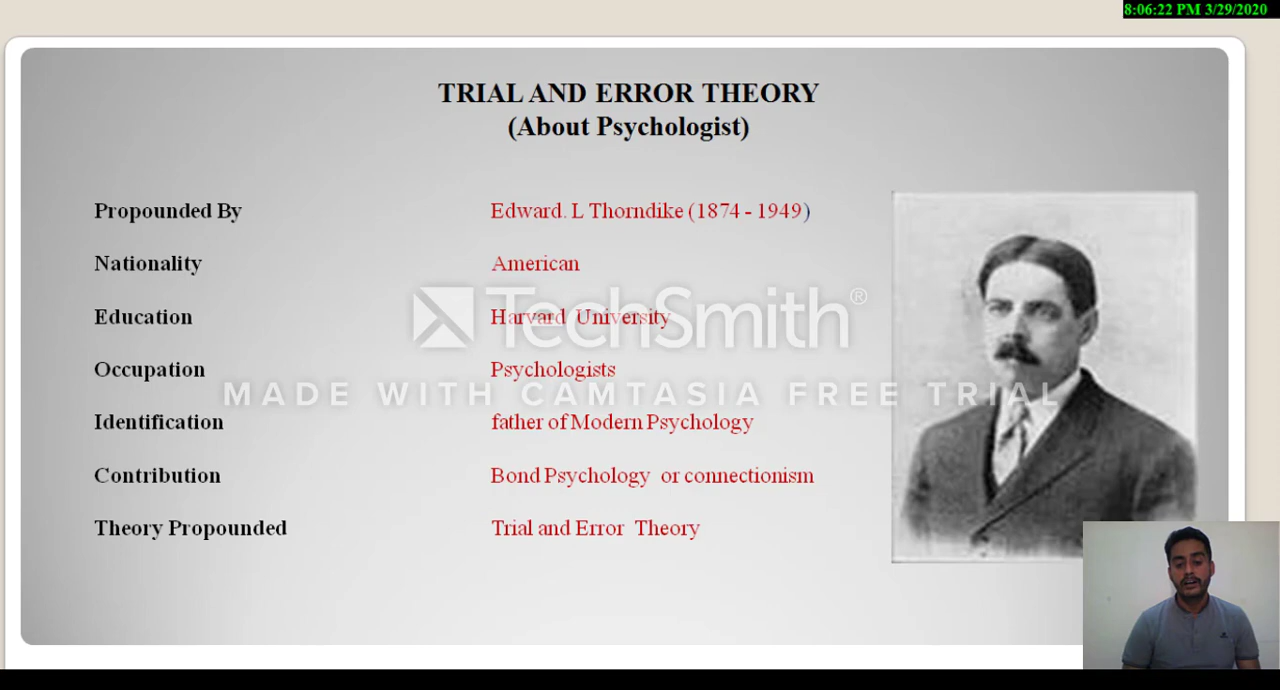 8:06:22 PM 3/29/2020
TRIAL AND ERROR THEORY
(About Psychologist)
Propounded By Edward. L Thorndike (1874 - 1949)
Nationality American
Education Harvard University
TechSmith®
Occupation Psychologists
MADE WITH CAMTASIA FREE TRIAL
Identification father of Modern Psychology
Contribution Bond Psychology or connectionism
Theory Propounded Trial and Error Theory